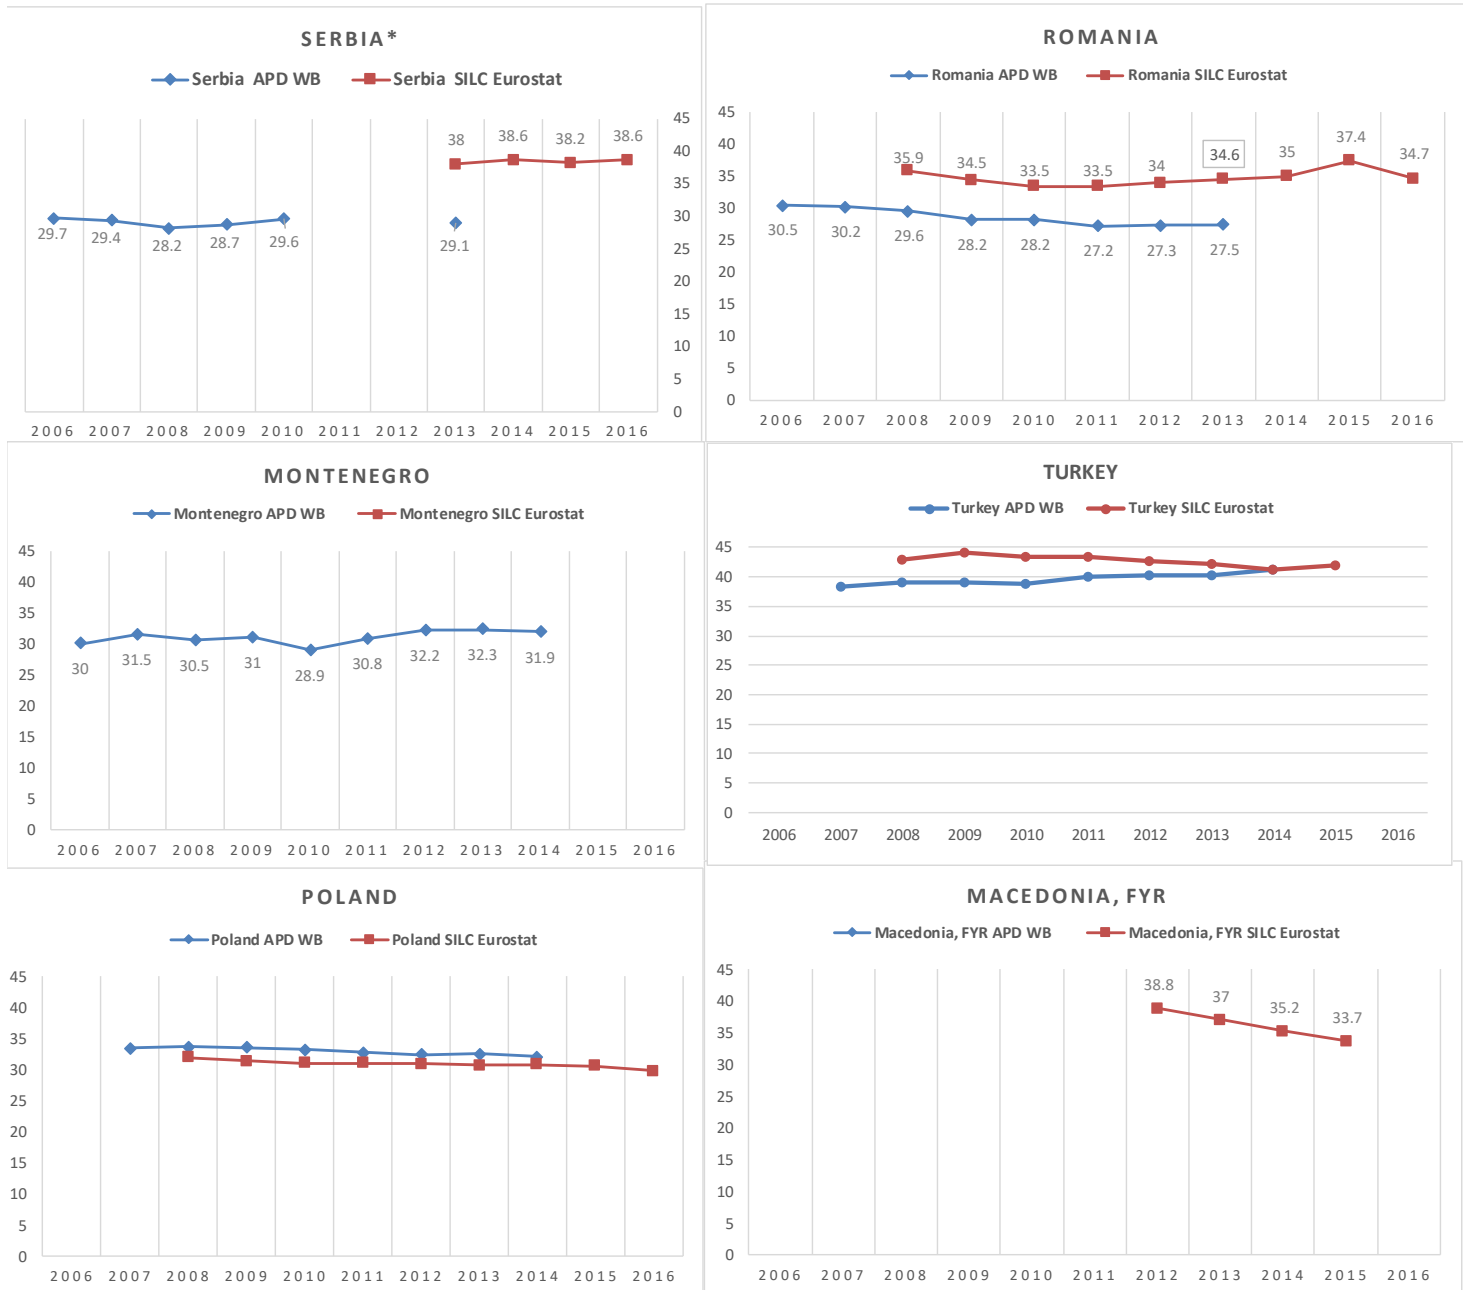 SERBIA*
Serbia APD WB Serbia SILC Eurostat
45
40
35
30
25
20
15
10
5
0
38 38.6 38.2 38.6
29.7 29.4 28.2 28.7 29.6 29.1
2006 2007 2008 2009 2010 2011 2012 2013 2014 2015 2016
ROMANIA
Romania APD WB Romania SILC Eurostat
45
40
35
30
25
20
15
10
5
0
35.9 34.5 33.5 33.5 34 34.6 35 37.4 34.7
30.5 30.2 29.6 28.2 28.2 27.2 27.3 27.5
2006 2007 2008 2009 2010 2011 2012 2013 2014 2015 2016
MONTENEGRO
Montenegro APD WB Montenegro SILC Eurostat
45
40
35
30
25
20
15
10
5
0
30 31.5 30.5 31 28.9 30.8 32.2 32.3 31.9
2006 2007 2008 2009 2010 2011 2012 2013 2014 2015 2016
TURKEY
Turkey APD WB Turkey SILC Eurostat
45
40
35
30
25
20
15
10
5
0
2006 2007 2008 2009 2010 2011 2012 2013 2014 2015 2016
POLAND
Poland APD WB Poland SILC Eurostat
45
40
35
30
25
20
15
10
5
0
2006 2007 2008 2009 2010 2011 2012 2013 2014 2015 2016
MACEDONIA, FYR
Macedonia, FYR APD WB Macedonia, FYR SILC Eurostat
45
40
35
30
25
20
15
10
5
0
38.8 37 35.2 33.7
2006 2007 2008 2009 2010 2011 2012 2013 2014 2015 2016